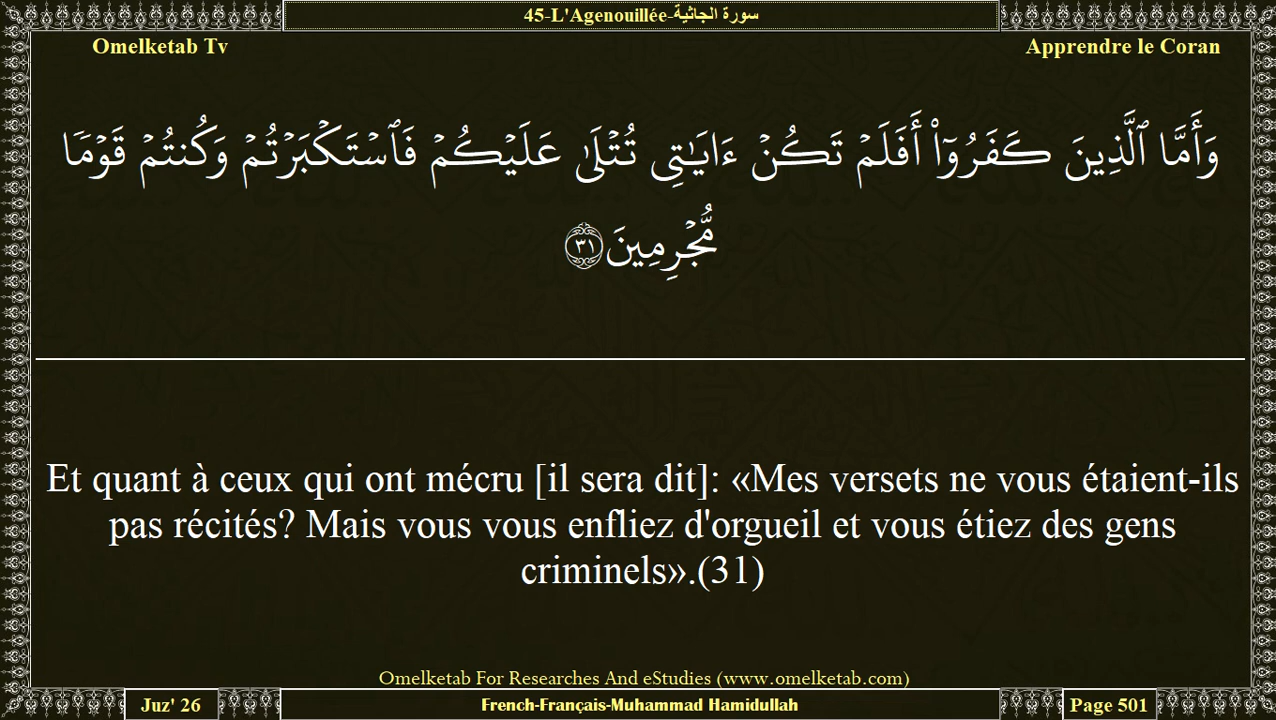 45-L'Agenouillée-سورة الجاثية
Omelketab Tv
Apprendre le Coran
وَأَمَّا ٱلَّذِينَ كَفَرُوٓا۟ أَفَلَمۡ تَكُنۡ ءَايَـٰتِى تُتۡلَىٰ عَلَيۡكُمۡ فَٱسۡتَكۡبَرۡتُمۡ وَكُنتُمۡ قَوۡمࣰا
مُّجۡرِمِينَ ٣١
Et quant à ceux qui ont mécru [il sera dit]: «Mes versets ne vous étaient-ils
pas récités? Mais vous vous enfliez d'orgueil et vous étiez des gens
criminels».(31)
Omelketab For Researches And eStudies (www.omelketab.com)
Juz' 26
French-Français-Muhammad Hamidullah
Page 501